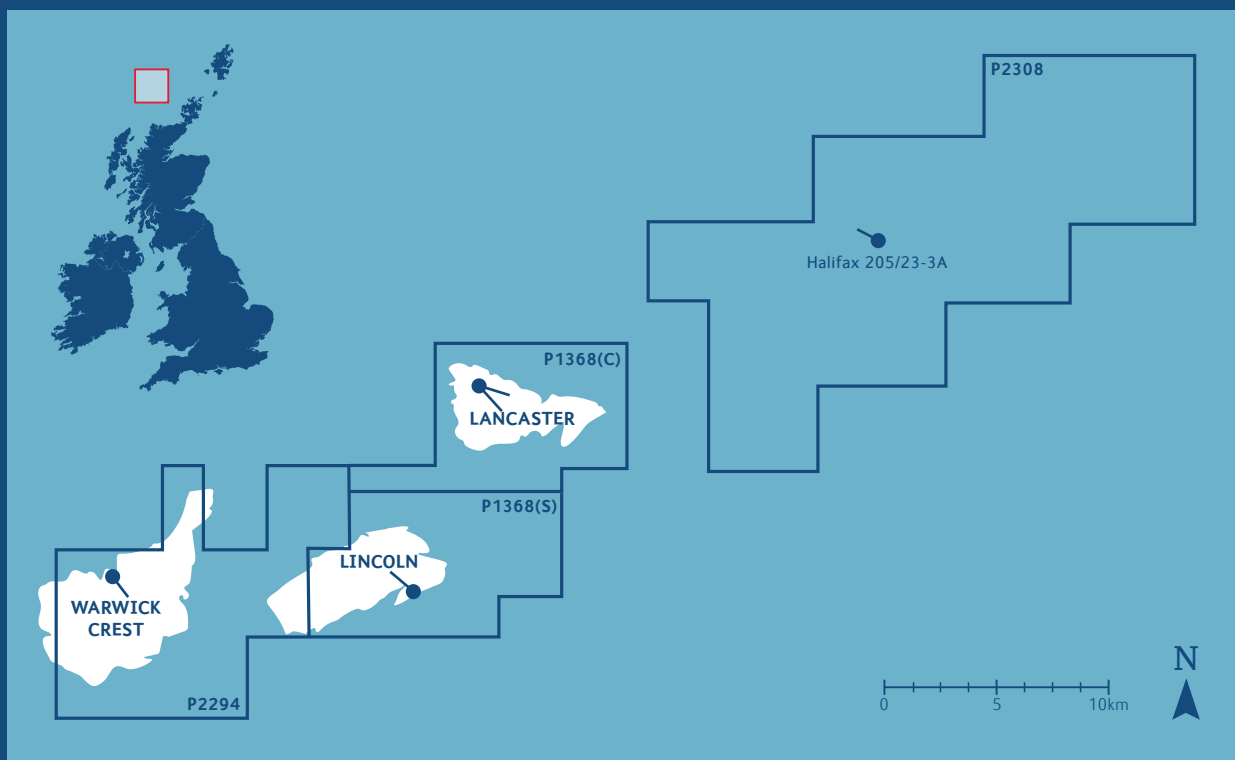 P2308
Halifax 205/23-3A
P1368(C)
LANCASTER
P1368(S)
LINCOLN
WARWICK
CREST
P2294
N
0
5
10km